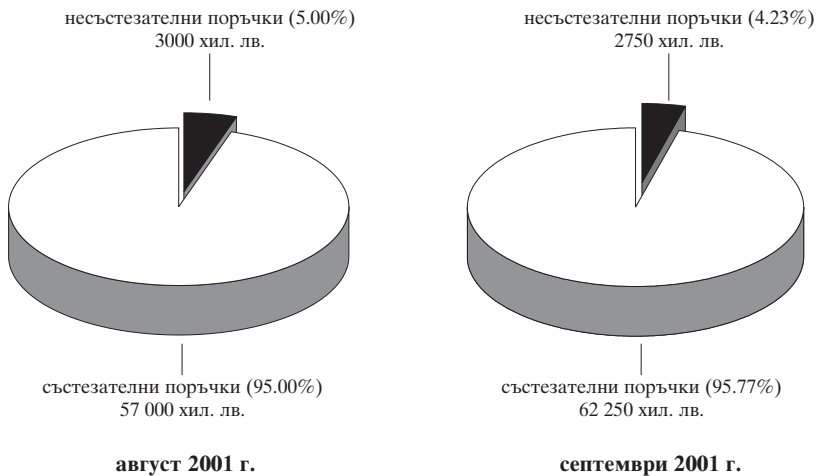 несъстезателни поръчки (5.00%)
3000 хил. лв.
състезателни поръчки (95.00%)
57 000 хил. лв.
август 2001 г.
несъстезателни поръчки (4.23%)
2750 хил. лв.
състезателни поръчки (95.77%)
62 250 хил. лв.
септември 2001 г.